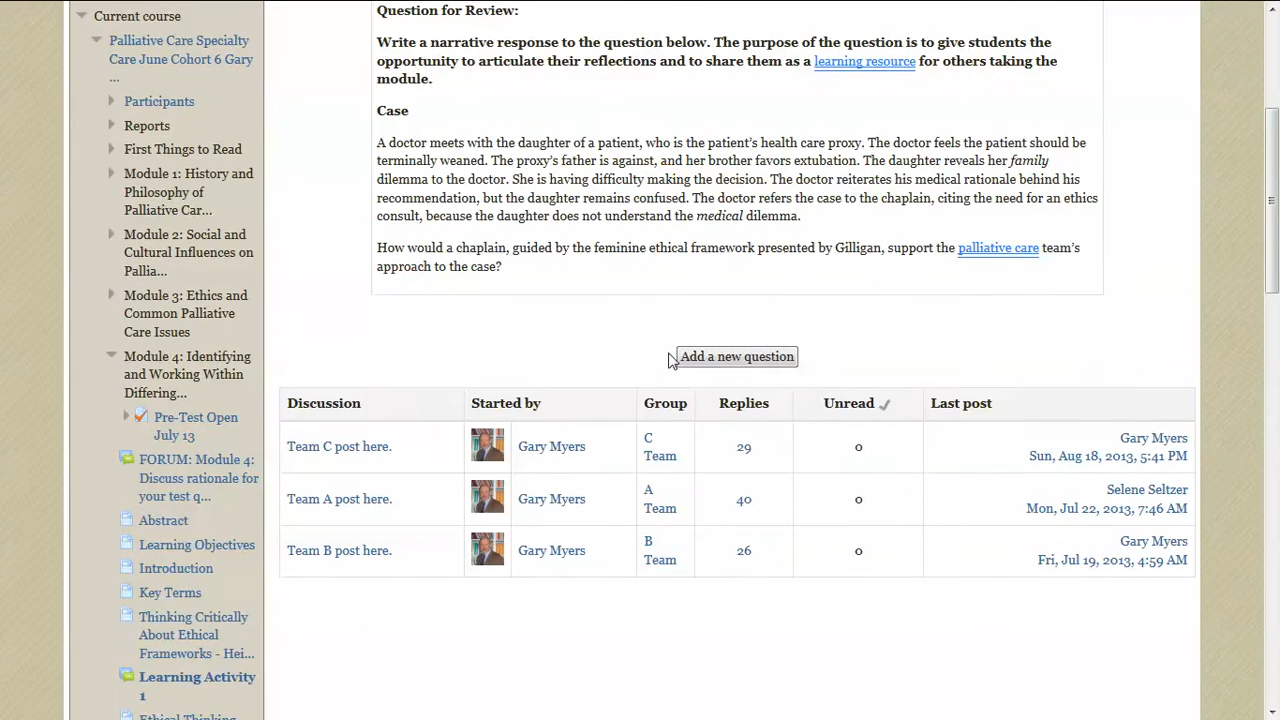 Current course
Palliative Care Specialty
Care June Cohort 6 Gary
...
Participants
Reports
First Things to Read
Module 1: History and
Philosophy of
Palliative Car...
Module 2: Social and
Cultural Influences on
Pallia...
Module 3: Ethics and
Common Palliative
Care Issues
Module 4: Identifying
and Working Within
Differing...
Pre-Test Open
July 13
FORUM: Module 4:
Discuss rationale for
your test q...
Abstract
Learning Objectives
Introduction
Key Terms
Thinking Critically
About Ethical
Frameworks - Hei...
Learning Activity
1
Ethical Thinking
Question for Review:
Write a narrative response to the question below. The purpose of the question is to give students the
opportunity to articulate their reflections and to share them as a learning resource for others taking the
module.
Case
A doctor meets with the daughter of a patient, who is the patient's health care proxy. The doctor feels the patient should be
terminally weaned. The proxy's father is against, and her brother favors extubation. The daughter reveals her family
dilemma to the doctor. She is having difficulty making the decision. The doctor reiterates his medical rationale behind his
recommendation, but the daughter remains confused. The doctor refers the case to the chaplain, citing the need for an ethics
consult, because the daughter does not understand the medical dilemma.
How would a chaplain, guided by the feminine ethical framework presented by Gilligan, support the palliative care team's
approach to the case?
Add a new question
Discussion Started by Group Replies Unread Last post
Team C post here. Gary Myers C Team 29 0 Gary Myers
Sun, Aug 18, 2013, 5:41 PM
Team A post here. Gary Myers A Team 40 0 Selene Seltzer
Mon, Jul 22, 2013, 7:46 AM
Team B post here. Gary Myers B Team 26 0 Gary Myers
Fri, Jul 19, 2013, 4:59 AM